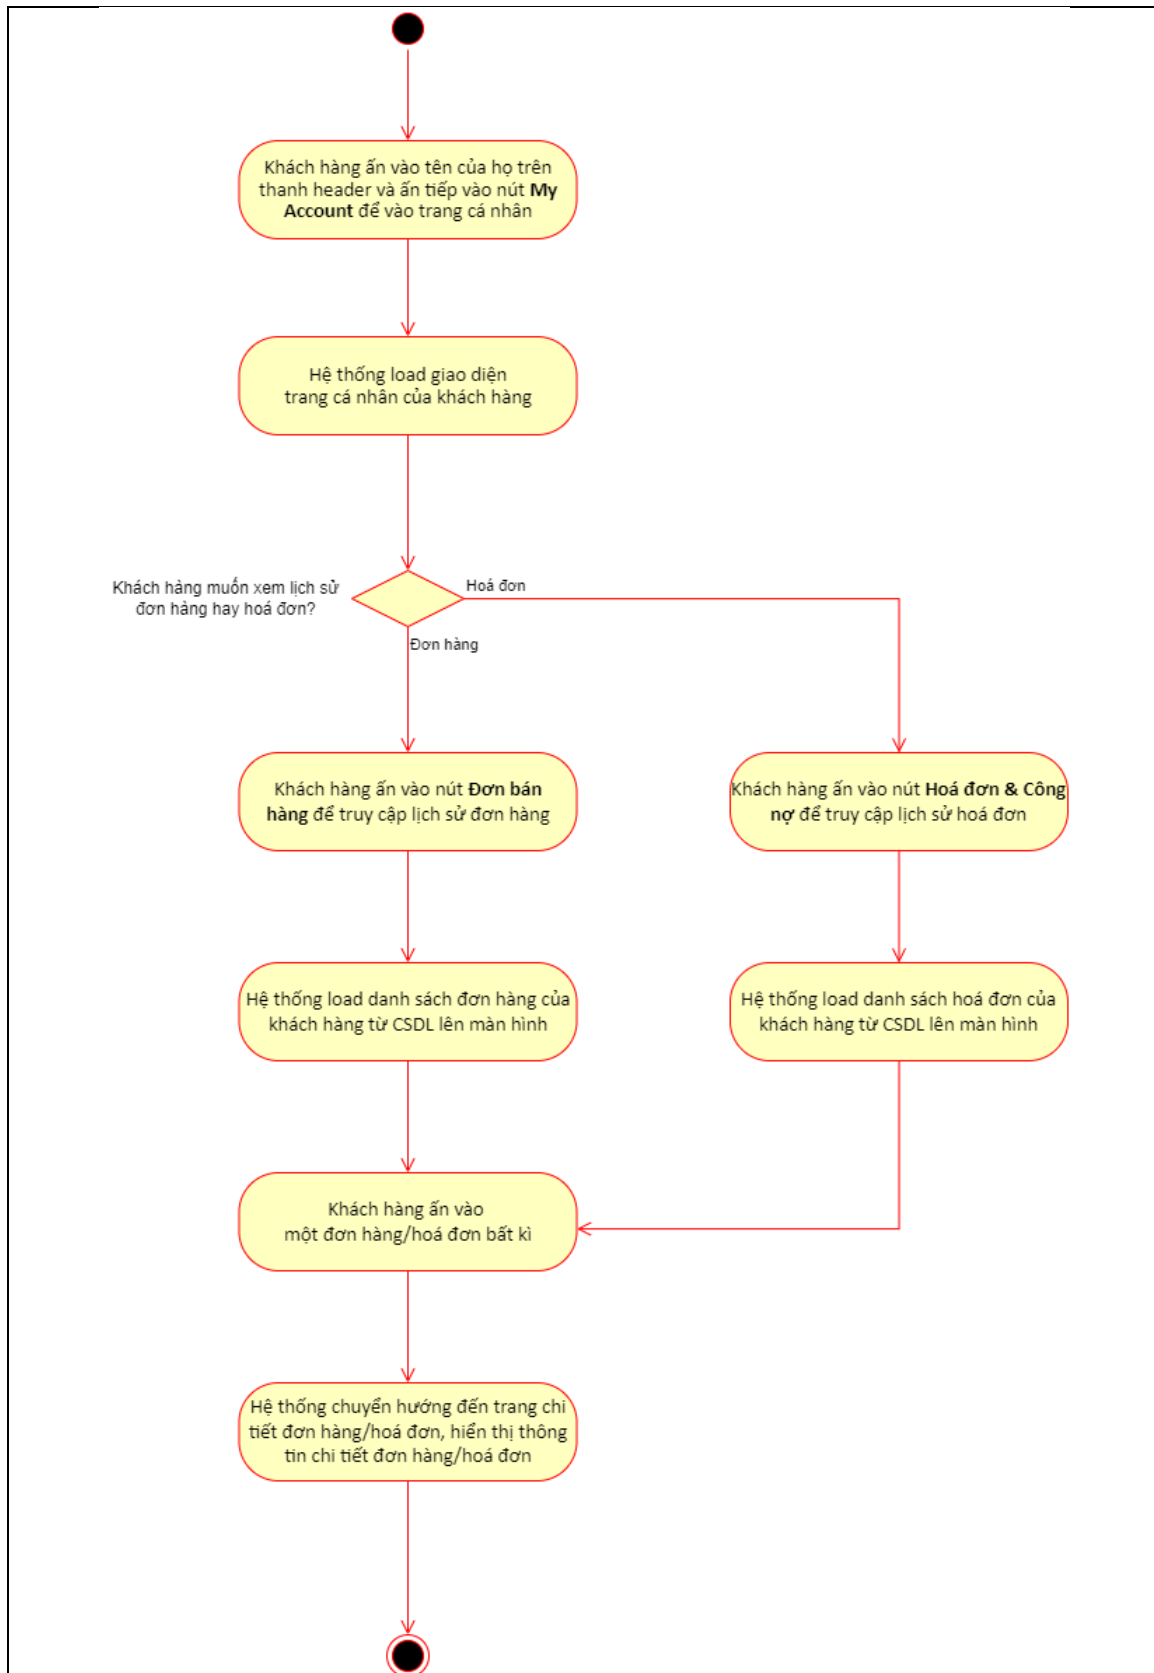 Khách hàng ấn vào tên của họ trên
thanh header và ấn tiếp vào nút My
Account để vào trang cá nhân
Hệ thống load giao diện
trang cá nhân của khách hàng
Khách hàng muốn xem lịch sử
đơn hàng hay hoá đơn?
Hoá đơn
Đơn hàng
Khách hàng ấn vào nút Đơn bán
hàng để truy cập lịch sử đơn hàng
Khách hàng ấn vào nút Hoá đơn & Công
nợ để truy cập lịch sử hoá đơn
Hệ thống load danh sách đơn hàng của
khách hàng từ CSDL lên màn hình
Hệ thống load danh sách hoá đơn của
khách hàng từ CSDL lên màn hình
Khách hàng ấn vào
một đơn hàng/hoá đơn bất kì
Hệ thống chuyển hướng đến trang chi
tiết đơn hàng/hoá đơn, hiển thị thông
tin chi tiết đơn hàng/hoá đơn